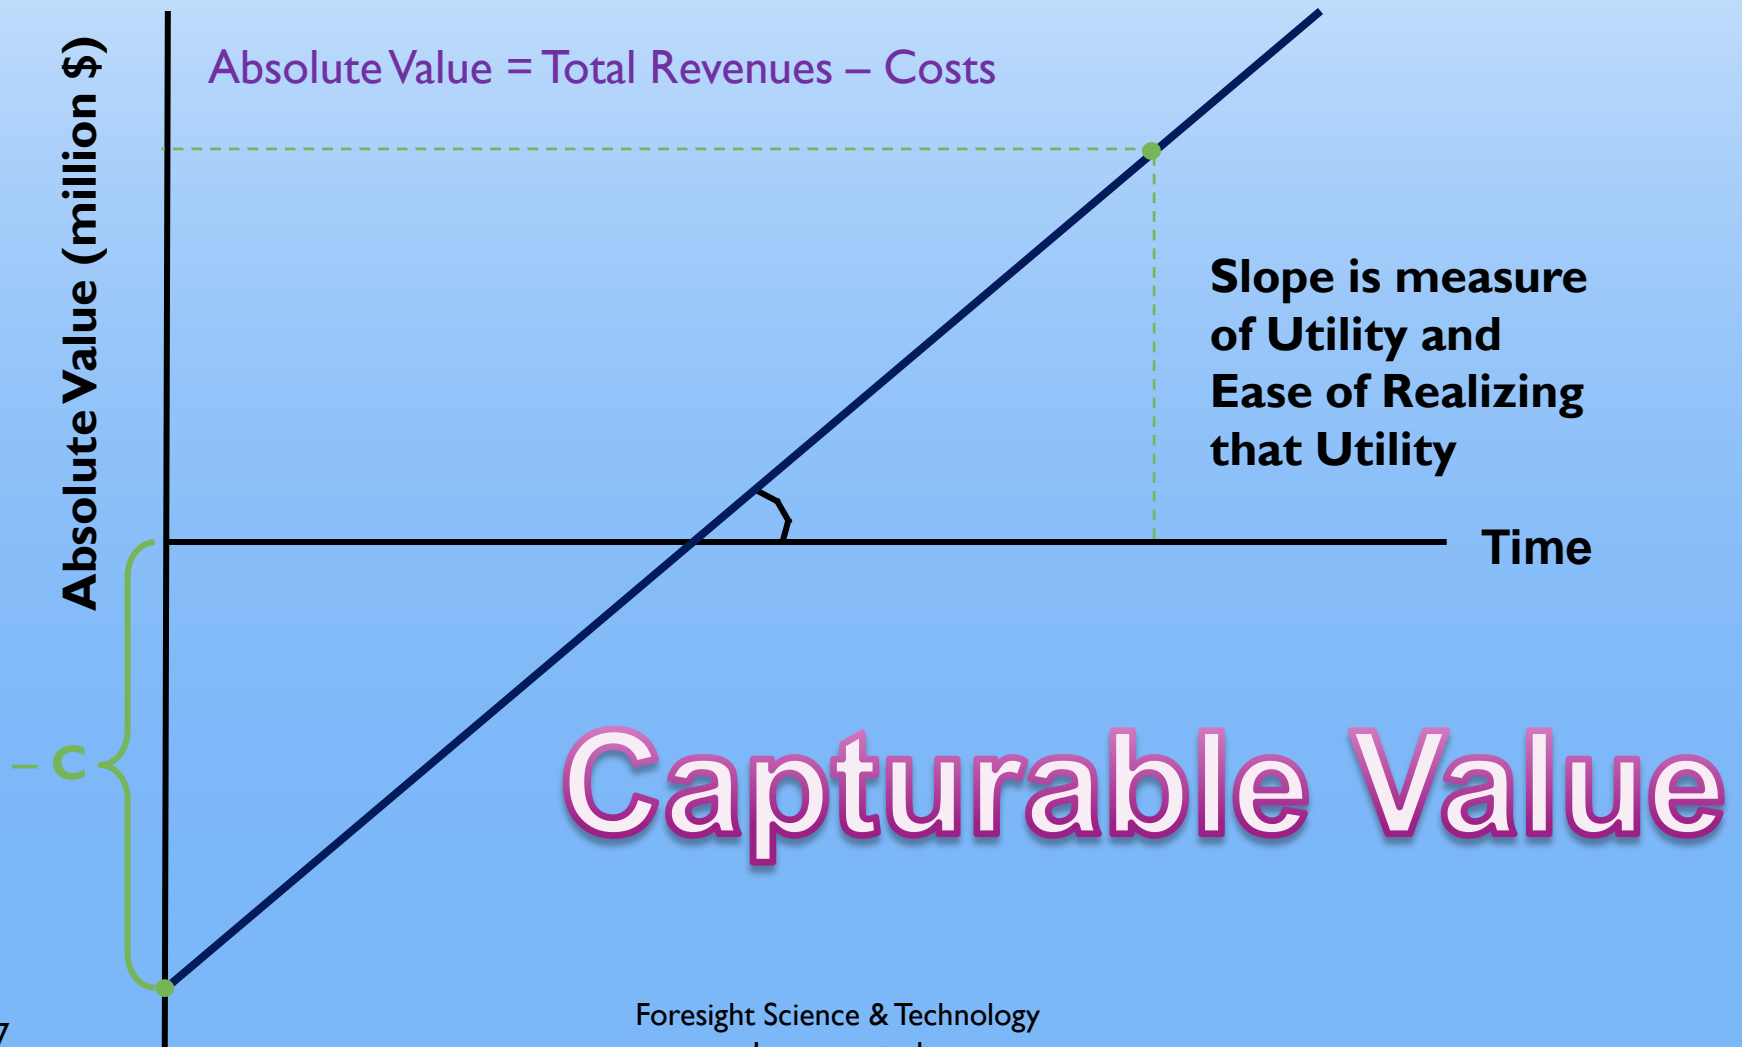 Absolute Value = Total Revenues – Costs
Absolute Value (million $)
Slope is measure
of Utility and
Ease of Realizing
that Utility
Time
– C
Capturable Value
Foresight Science & Technology
7